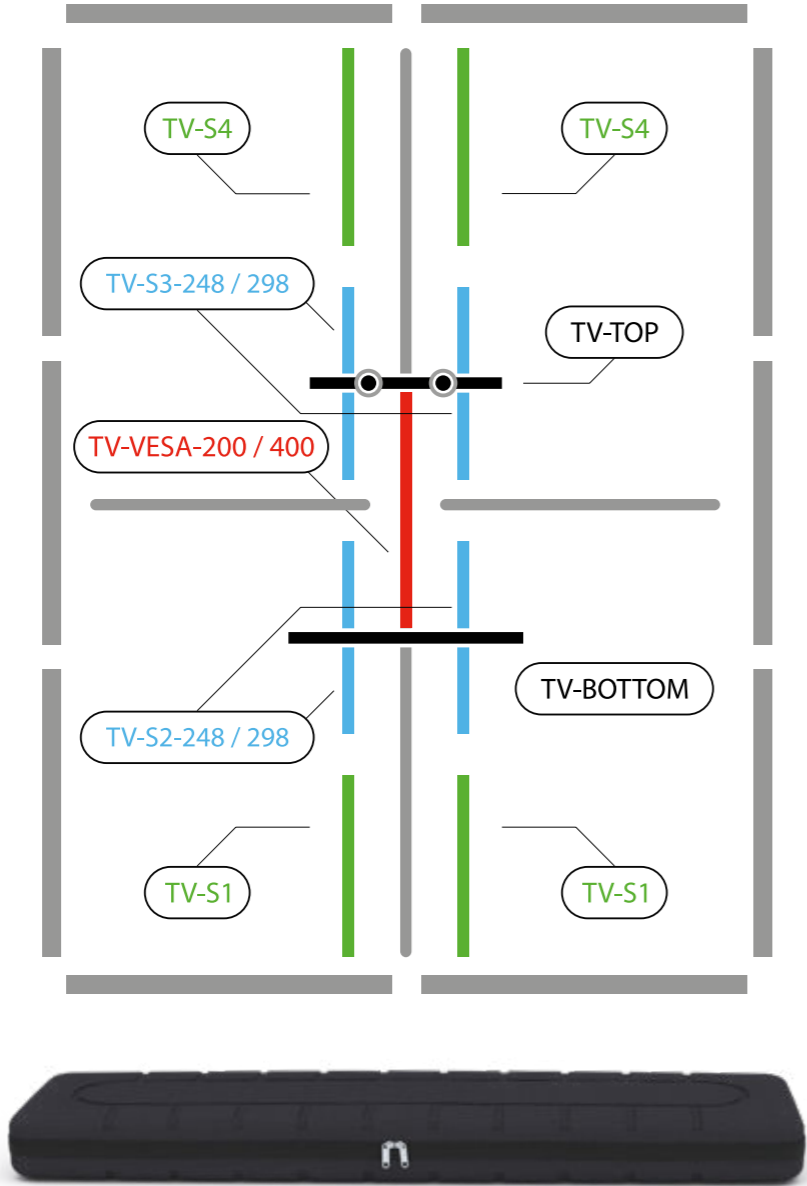 TV-S4
TV-S4
TV-S3-248 / 298
TV-TOP
TV-VESA-200 / 400
TV-BOTTOM
TV-S2-248 / 298
TV-S1
TV-S1